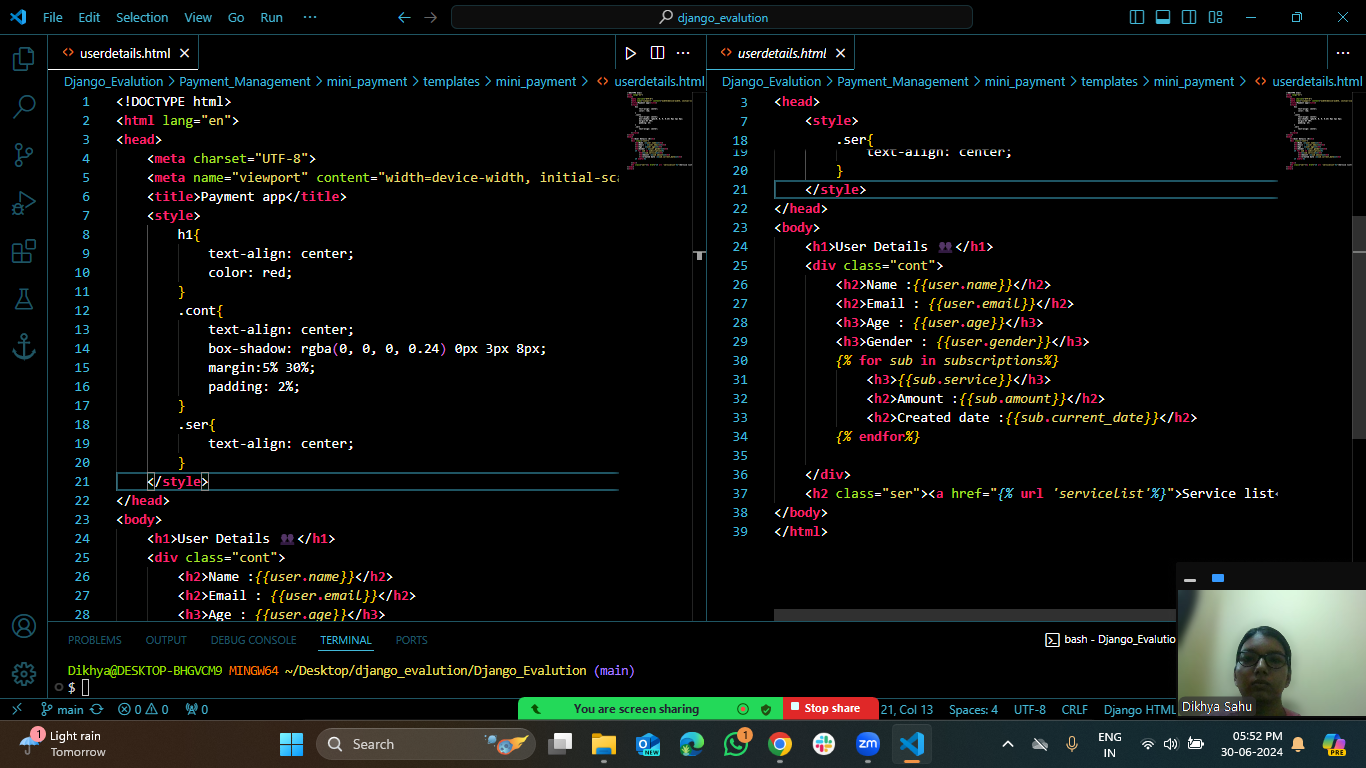 File Edit Selection View Go Run ··· django_evalution
userdetails.html
Django_Evalution > Payment_Management > mini_payment > templates > mini_payment > userdetails.html
1 <!DOCTYPE html>
2 <html lang="en">
3 <head>
4 <meta charset="UTF-8">
5 <meta name="viewport" content="width=device-width, initial-sca
6 <title>Payment app</title>
7 <style>
8 h1{
9 text-align: center;
10 color: red;
11 }
12 .cont{
13 text-align: center;
14 box-shadow: rgba(0, 0, 0, 0.24) 0px 3px 8px;
15 margin:5% 30%;
16 padding: 2%;
17 }
18 .ser{
19 text-align: center;
20 }
21 </style>
22 </head>
23 <body>
24 <h1>User Details 👥</h1>
25 <div class="cont">
26 <h2>Name :{{user.name}}</h2>
27 <h2>Email : {{user.email}}</h2>
28 <h3>Age : {{user.age}}</h3>
userdetails.html
Django_Evalution > Payment_Management > mini_payment > templates > mini_payment > userdetails.html
3 <head>
7 <style>
18 .ser{
19 text-align: center;
20 }
21 </style>
22 </head>
23 <body>
24 <h1>User Details 👥</h1>
25 <div class="cont">
26 <h2>Name :{{user.name}}</h2>
27 <h2>Email : {{user.email}}</h2>
28 <h3>Age : {{user.age}}</h3>
29 <h3>Gender : {{user.gender}}</h3>
30 {% for sub in subscriptions%}
31 <h3>{{sub.service}}</h3>
32 <h2>Amount :{{sub.amount}}</h2>
33 <h2>Created date :{{sub.current_date}}</h2>
34 {% endfor%}
35
36 </div>
37 <h2 class="ser"><a href="{% url 'servicelist'%}">Service list<
38 </body>
39 </html>
PROBLEMS OUTPUT DEBUG CONSOLE TERMINAL PORTS
bash - Django_Evalutio
Dikhya@DESKTOP-BHGVCM9 MINGW64 ~/Desktop/django_evalution/Django_Evalution (main)
$
Dikhya Sahu
main 0 0 0
You are screen sharing Stop share
21, Col 13 Spaces: 4 UTF-8 CRLF Django HTML
1 Light rain
Tomorrow
Search
NEW
1
zm
ENG
IN
05:52 PM
30-06-2024
PRE